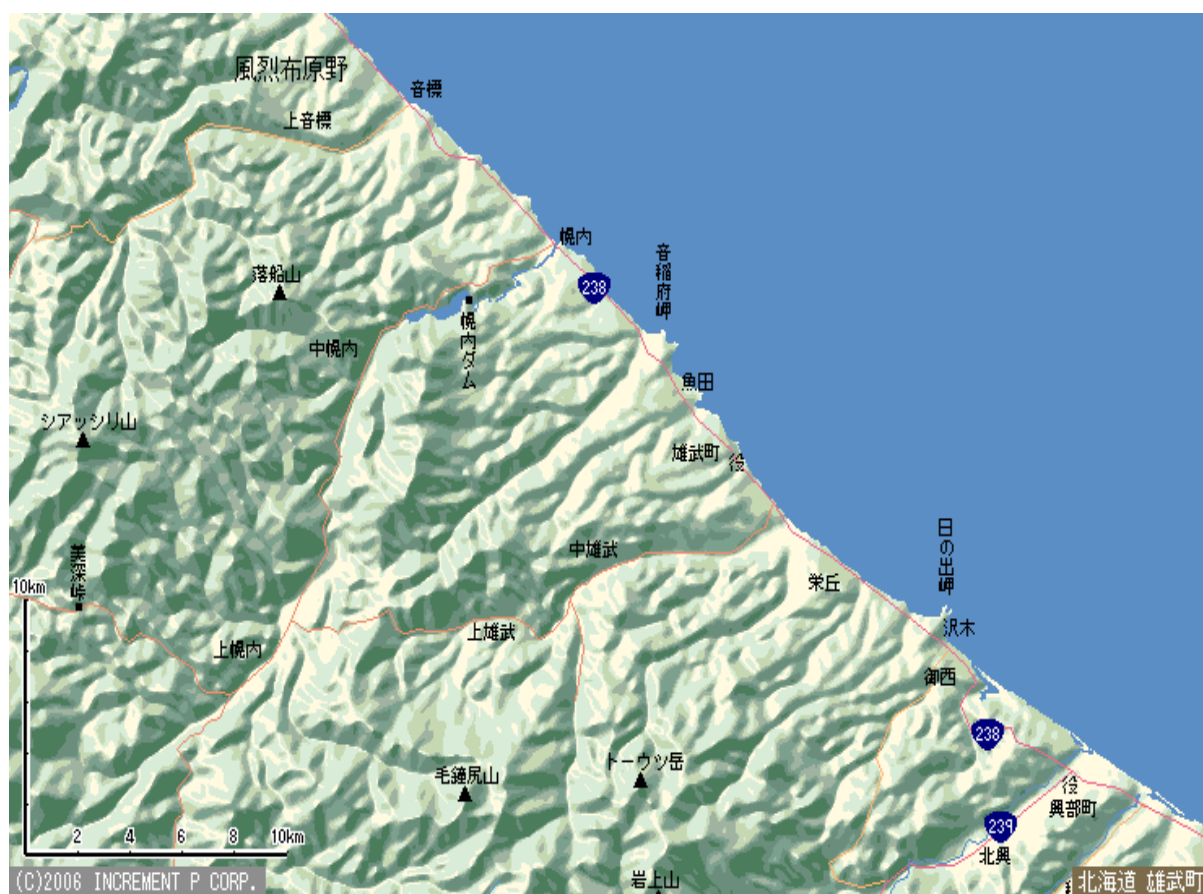 風烈布原野
音標
上音標
幌内
音稲府岬
238
落船山
幌内ダム
中幌内
魚田
シアッシリ山
雄武町
役
日の出岬
美深峠
中雄武
栄丘
10km
沢木
上雄武
上幌内
御西
238
トーウツ岳
毛鐘尻山
役
興部町
239
2 4 6 8 10km
北興
岩上山
(C)2006 INCREMENT P CORP.
北海道 雄武町